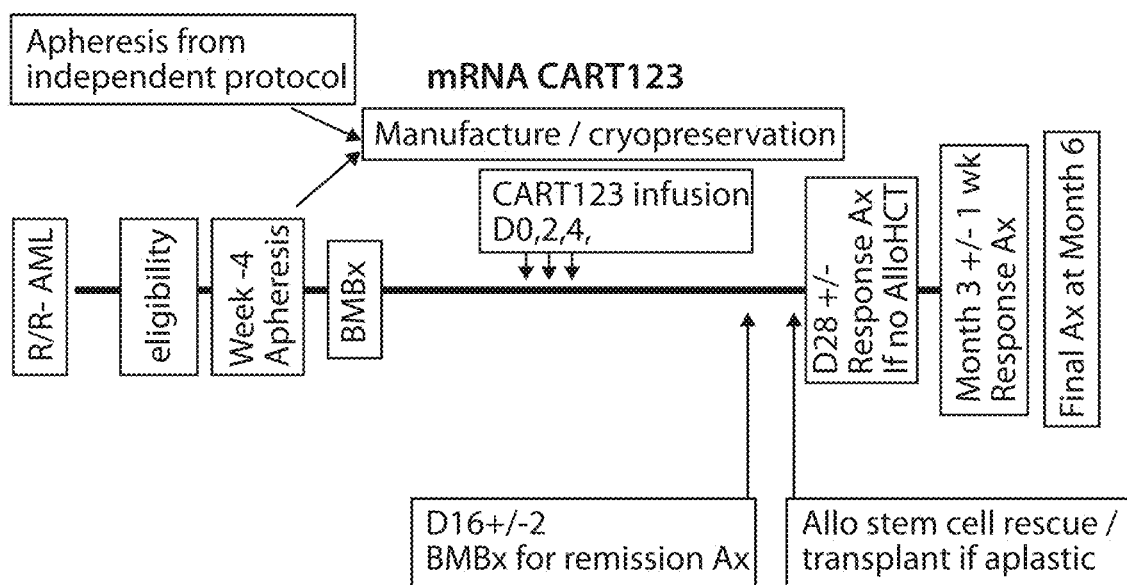 Apheresis from
independent protocol
mRNA CART123
Manufacture / cryopreservation
CART123 infusion
D0,2,4,
R/R- AML
eligibility
Week -4
Apheresis
BMBx
D28 +/-
Response Ax
If no AlloHCT
Month 3 +/- 1 wk
Response Ax
Final Ax at Month 6
D16+/-2
BMBx for remission Ax
Allo stem cell rescue /
transplant if aplastic